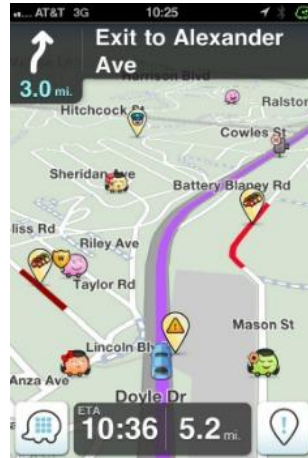 AT&T 3G 10:25
Exit to Alexander
Ave
3.0 mi.
Harrison Blvd
Hitchcock St
Ralston
Cowles St
Sheridan Ave
Battery Blaney Rd
liss Rd
Riley Ave
Taylor Rd
Mason St
Lincoln Blv
Anza Ave
Doyle Dr
ETA
10:36 5.2 mi.